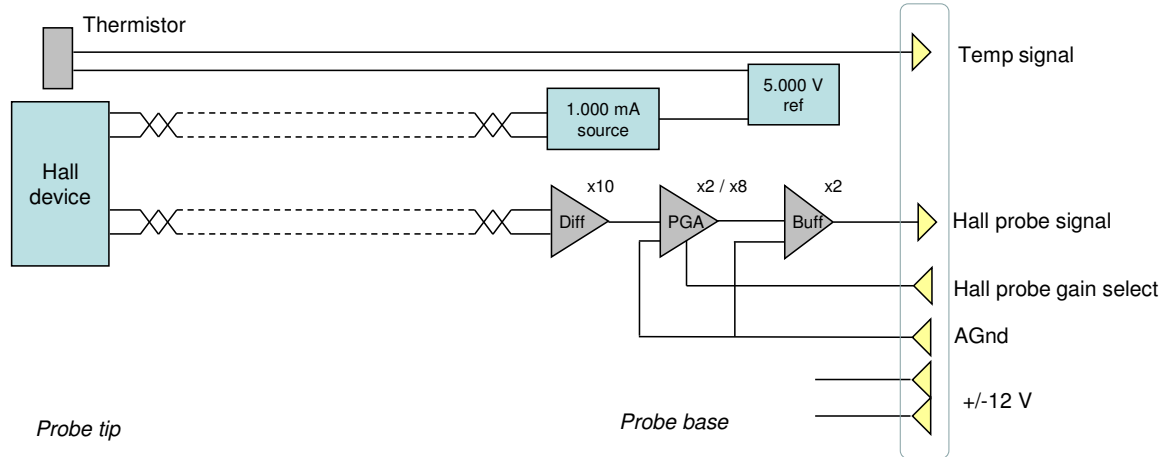 Thermistor
Temp signal
5.000 V
ref
1.000 mA
source
Hall
device
x10
x2 / x8
x2
Diff
PGA
Buff
Hall probe signal
Hall probe gain select
AGnd
+/-12 V
Probe tip
Probe base